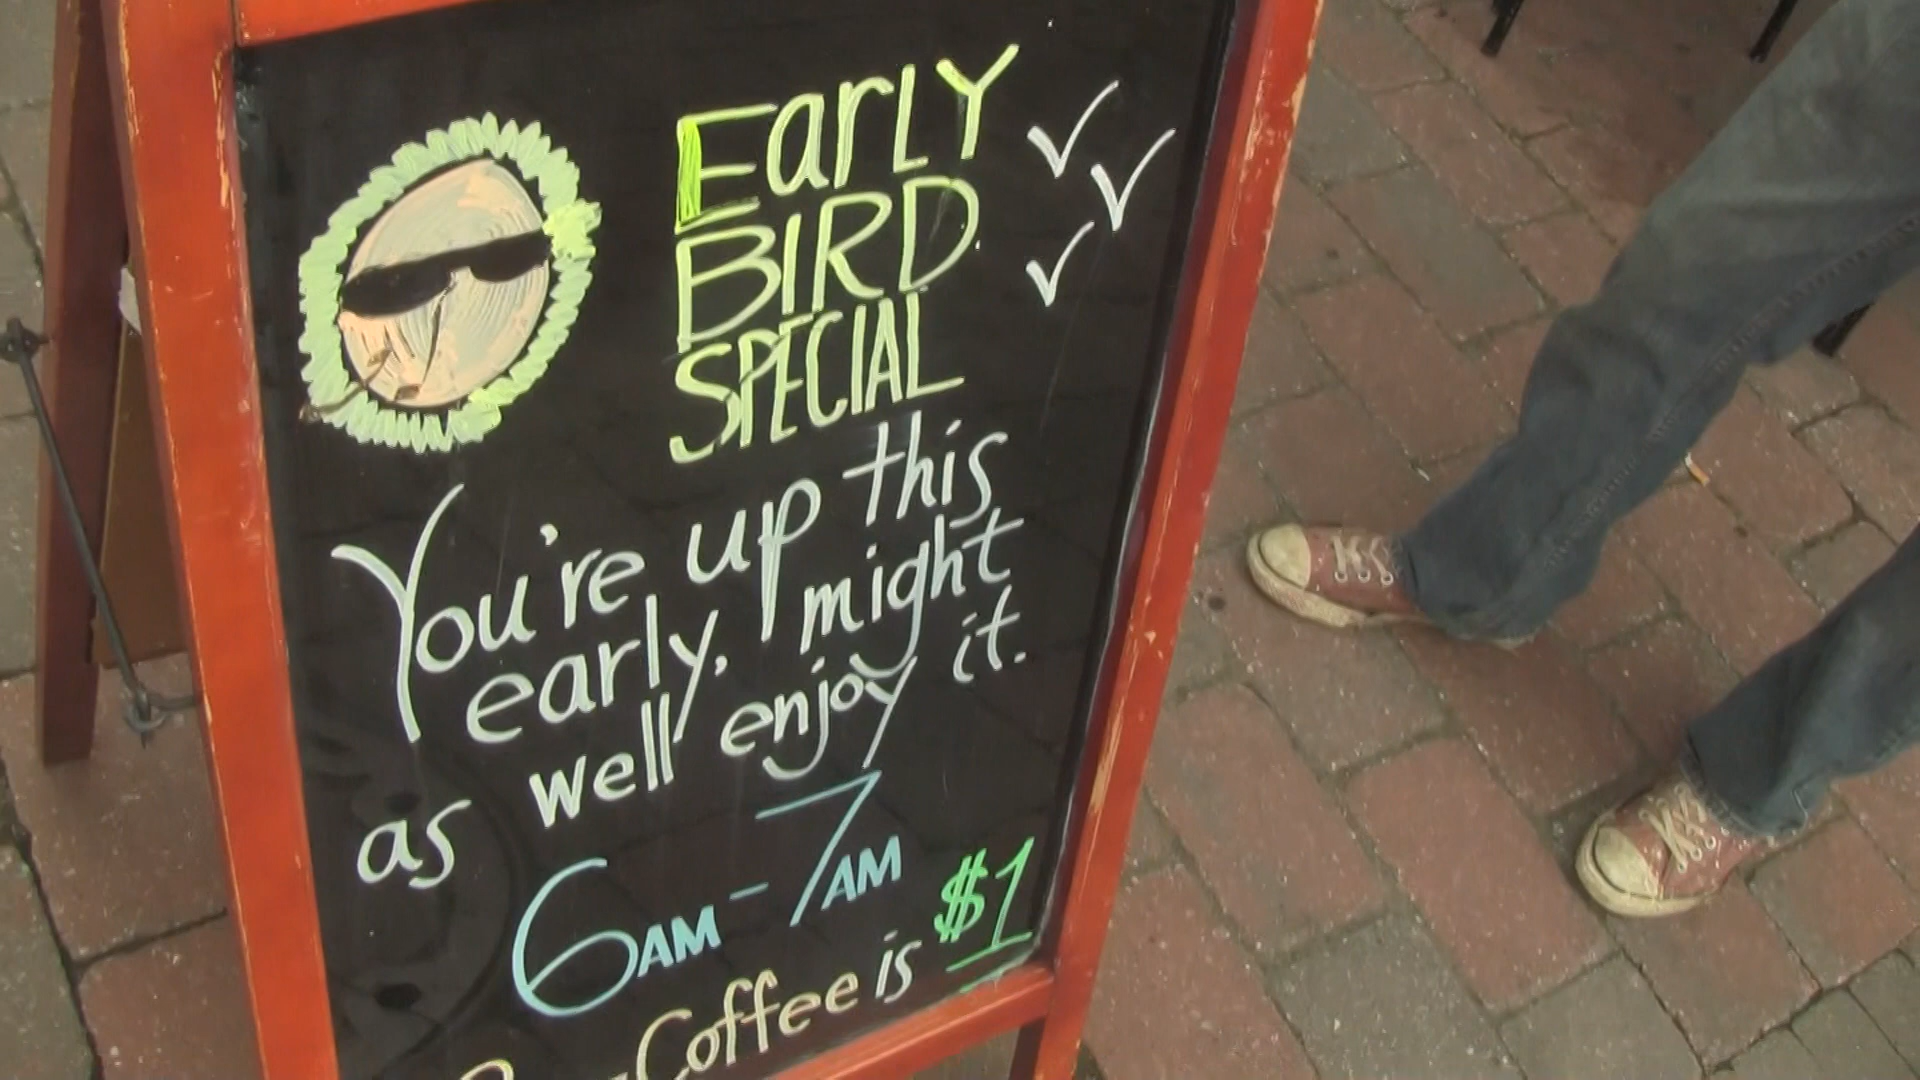 Early
BIRD
SPECIAL
You're up this
early, might
as well enjoy it.
6AM - 7AM
Coffee is $1